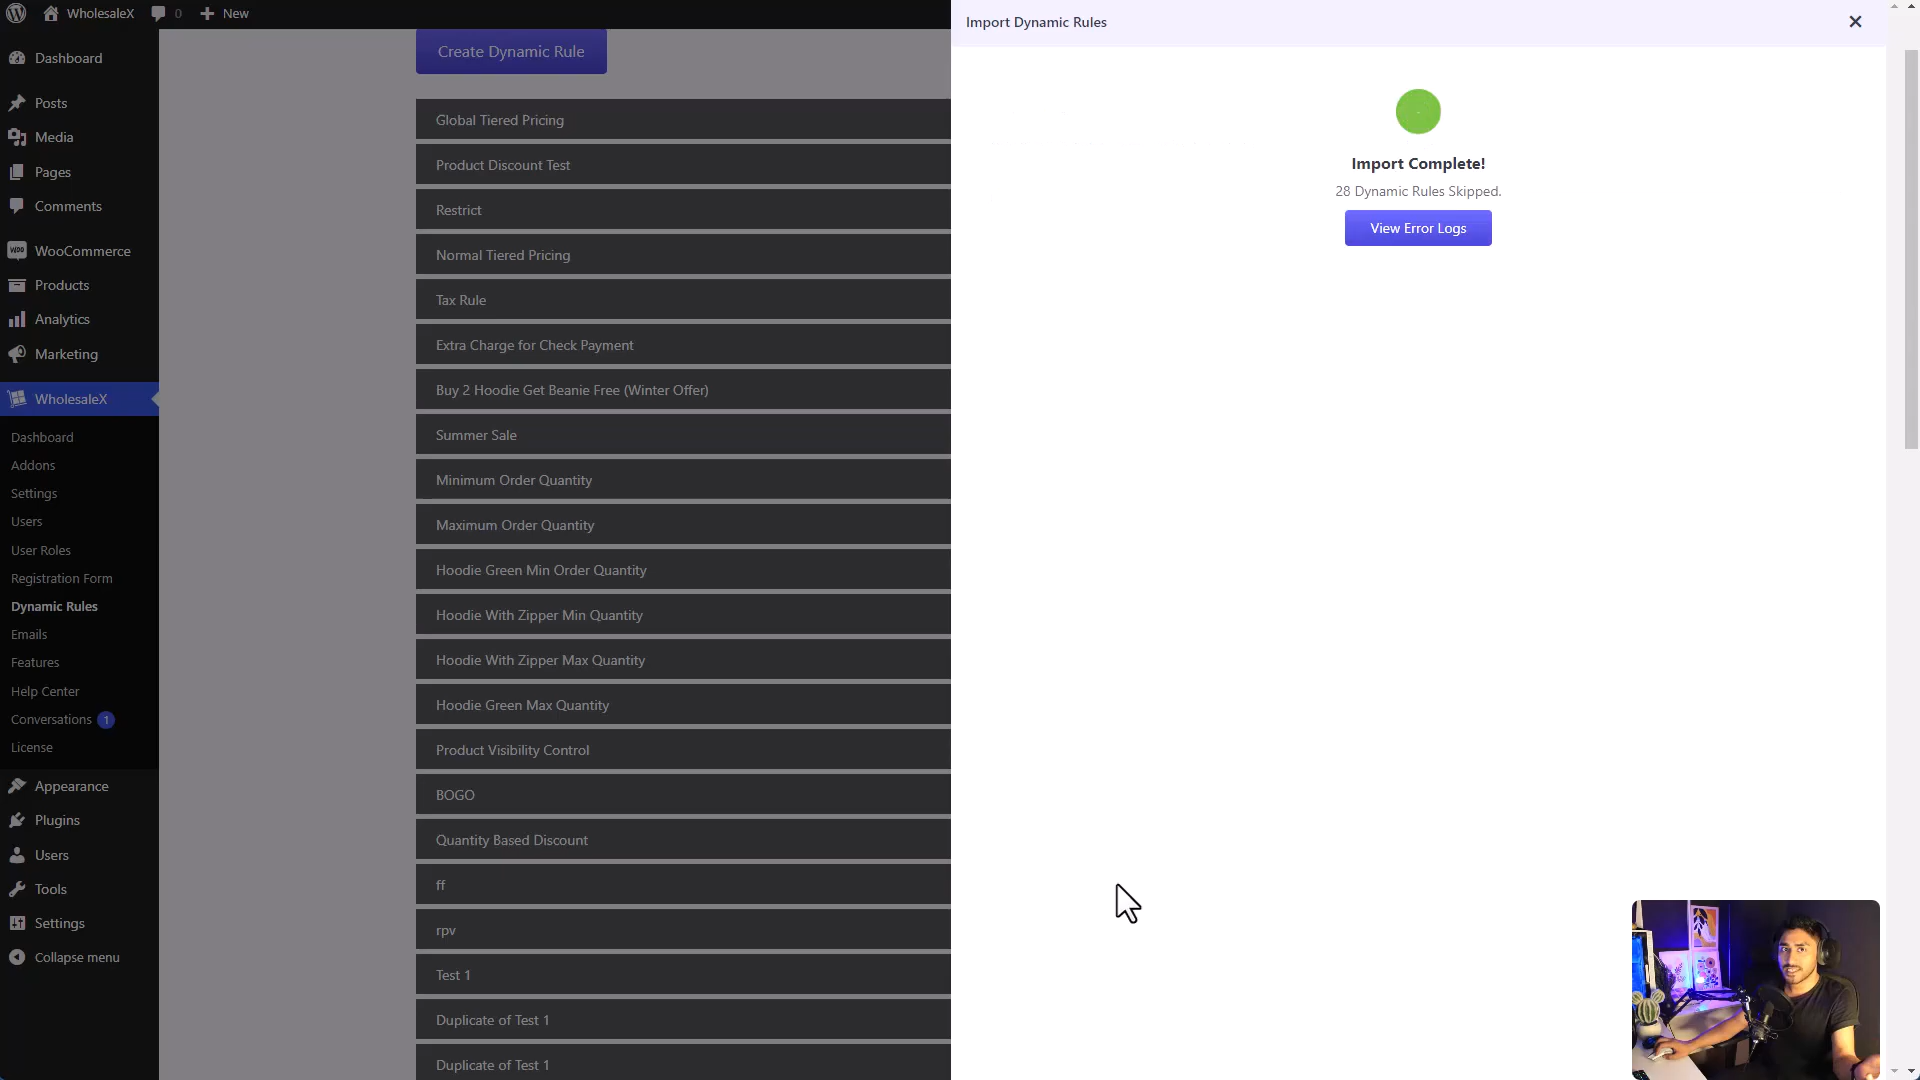 WholesaleX
0
New
Dashboard
Posts
Media
Pages
Comments
WooCommerce
Products
Analytics
Marketing
WholesaleX
Dashboard
Addons
Settings
Users
User Roles
Registration Form
Dynamic Rules
Emails
Features
Help Center
Conversations 1
License
Appearance
Plugins
Users
Tools
Settings
Collapse menu
Create Dynamic Rule
Global Tiered Pricing
Product Discount Test
Restrict
Normal Tiered Pricing
Tax Rule
Extra Charge for Check Payment
Buy 2 Hoodie Get Beanie Free (Winter Offer)
Summer Sale
Minimum Order Quantity
Maximum Order Quantity
Hoodie Green Min Order Quantity
Hoodie With Zipper Min Quantity
Hoodie With Zipper Max Quantity
Hoodie Green Max Quantity
Product Visibility Control
BOGO
Quantity Based Discount
ff
rpv
Test 1
Duplicate of Test 1
Duplicate of Test 1
Import Dynamic Rules
Import Complete!
28 Dynamic Rules Skipped.
View Error Logs